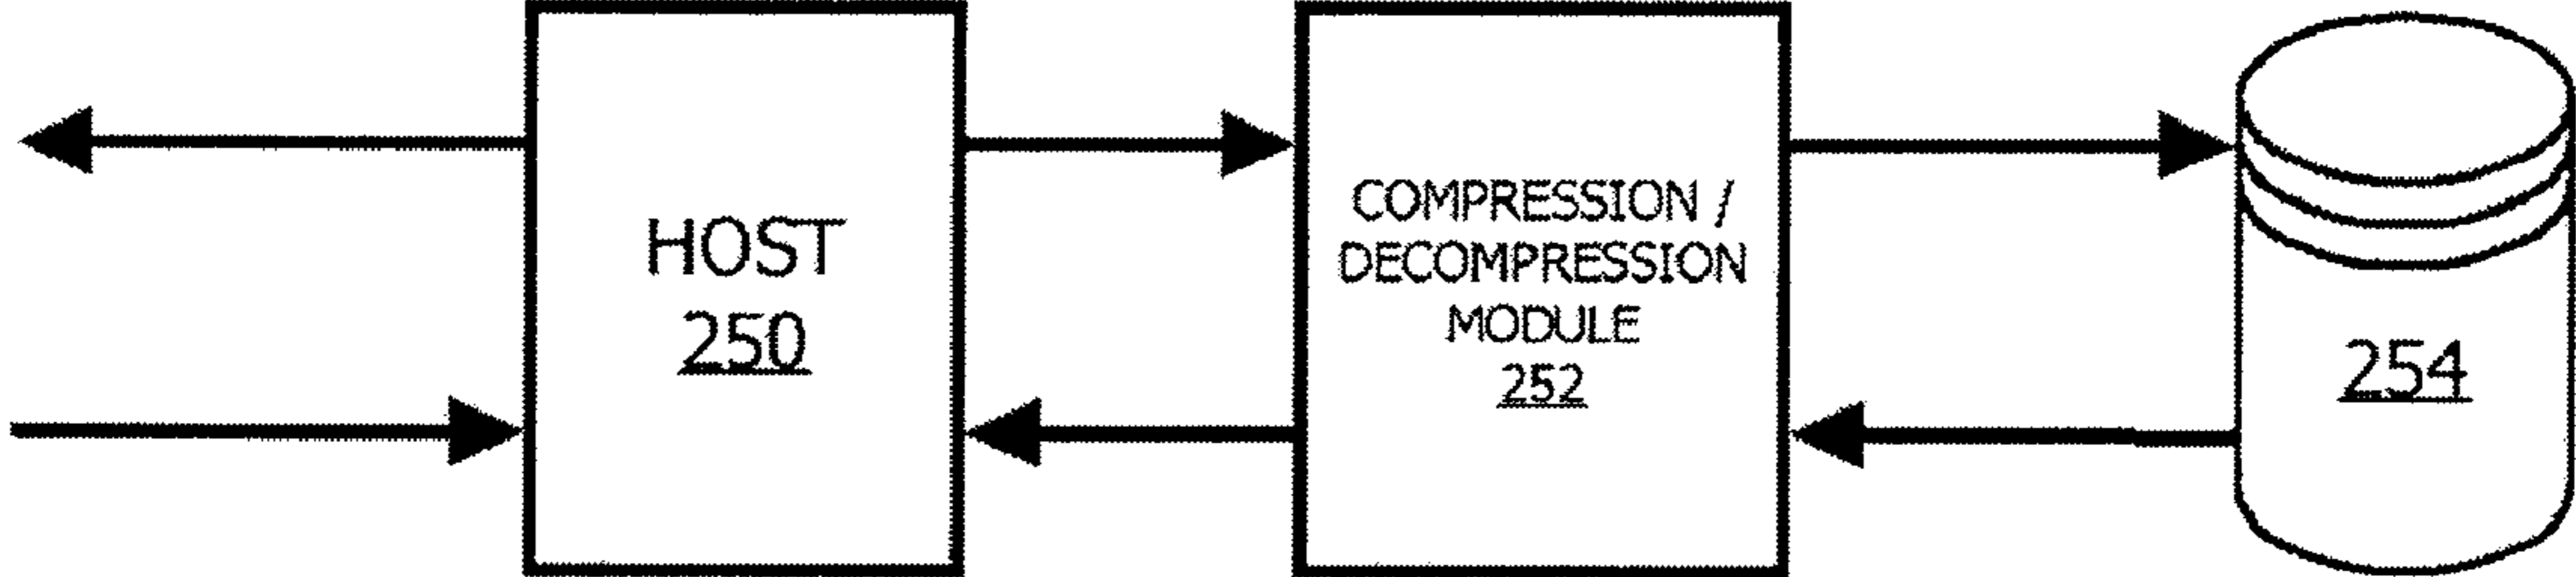 HOST
250
COMPRESSION /
DECOMPRESSION
MODULE
252
254